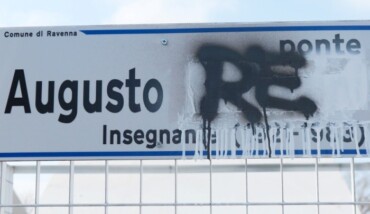 Comune di Ravenna
ponte
Augusto RE
Insegnante